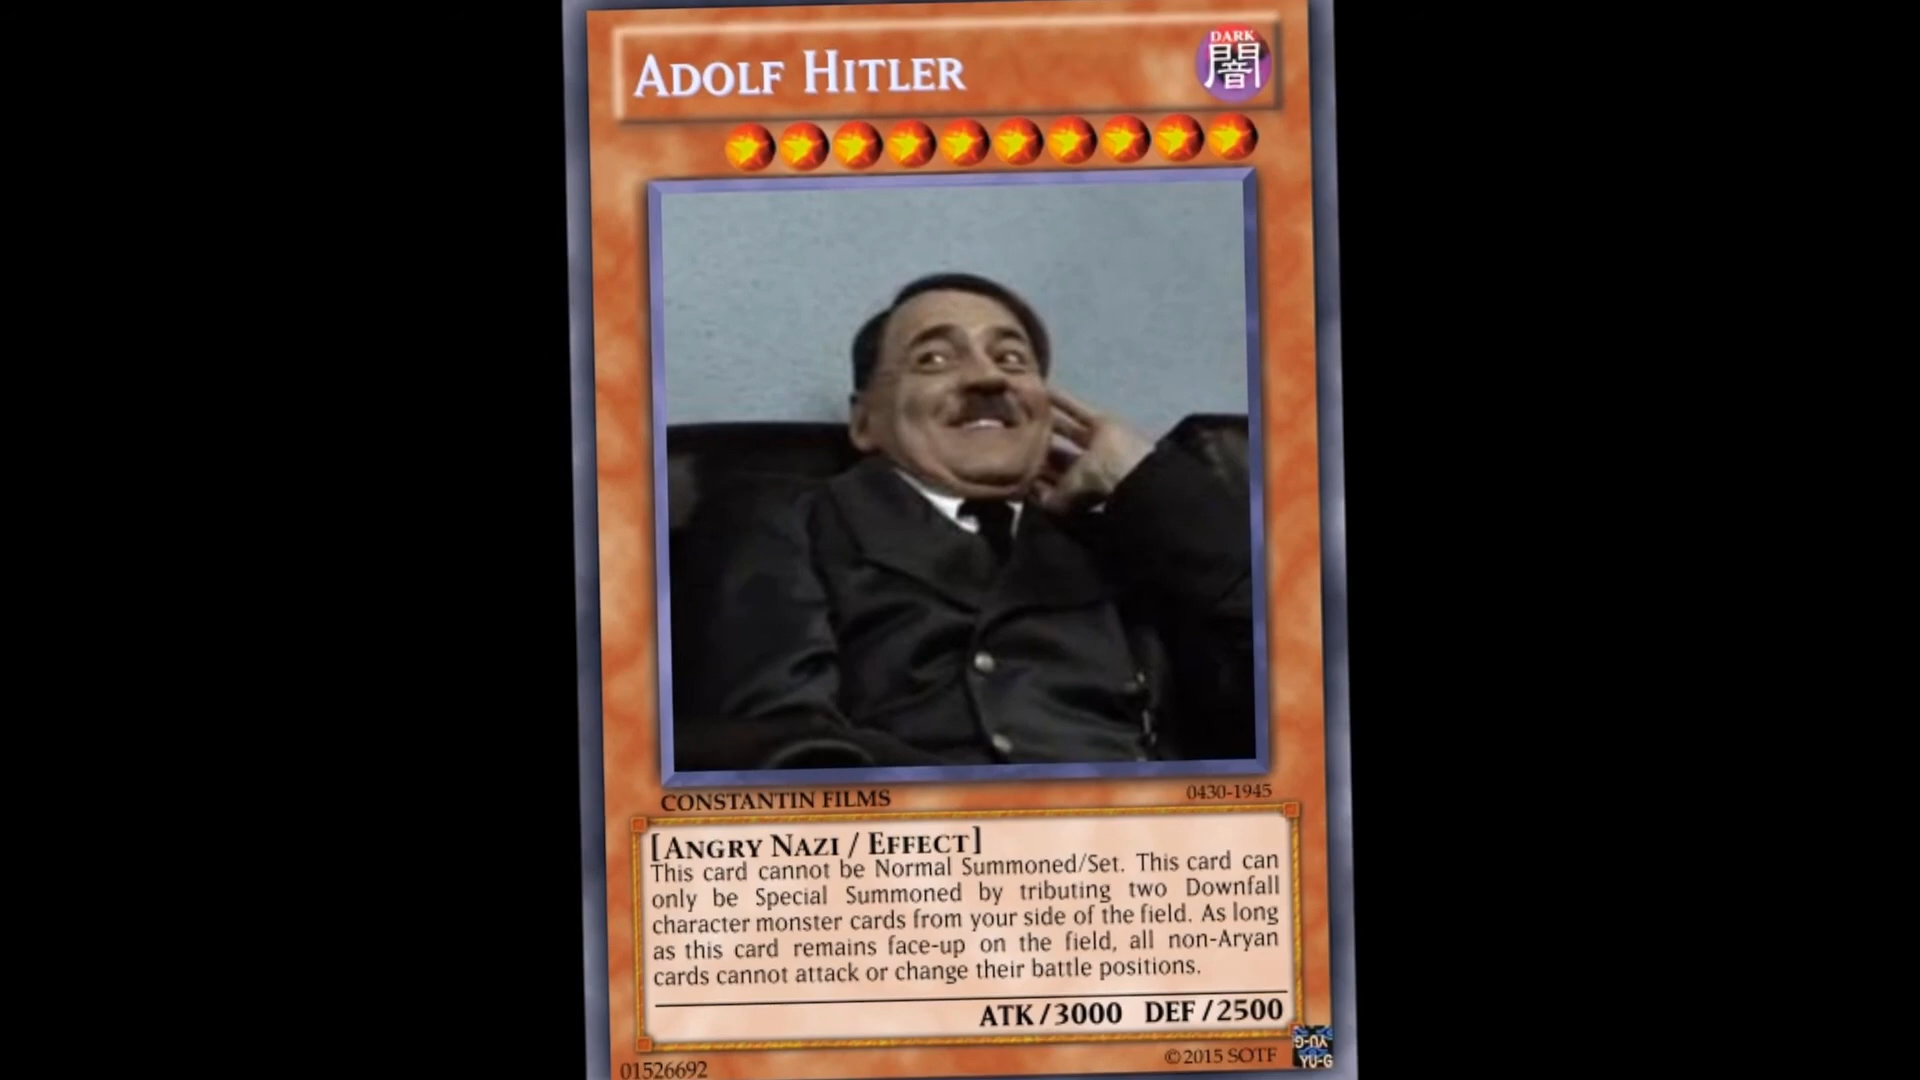 ADOLF HITLER
DARK
闇
CONSTANTIN FILMS
0430-1945
[ANGRY NAZI / EFFECT]
This card cannot be Normal Summoned/Set. This card can
only be Special Summoned by tributing two Downfall
character monster cards from your side of the field. As long
as this card remains face-up on the field, all non-Aryan
cards cannot attack or change their battle positions.
ATK/3000 DEF/2500
01526692
©2015 SOTF
YU-G
YU-G